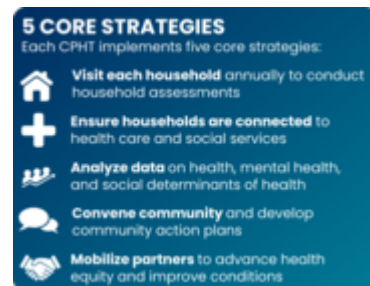 5 CORE STRATEGIES
Each CPHT implements five core strategies:
Visit each household annually to conduct
household assessments
Ensure households are connected to
health care and social services
Analyze data on health, mental health,
and social determinants of health
Convene community and develop
community action plans
Mobilize partners to advance health
equity and improve conditions